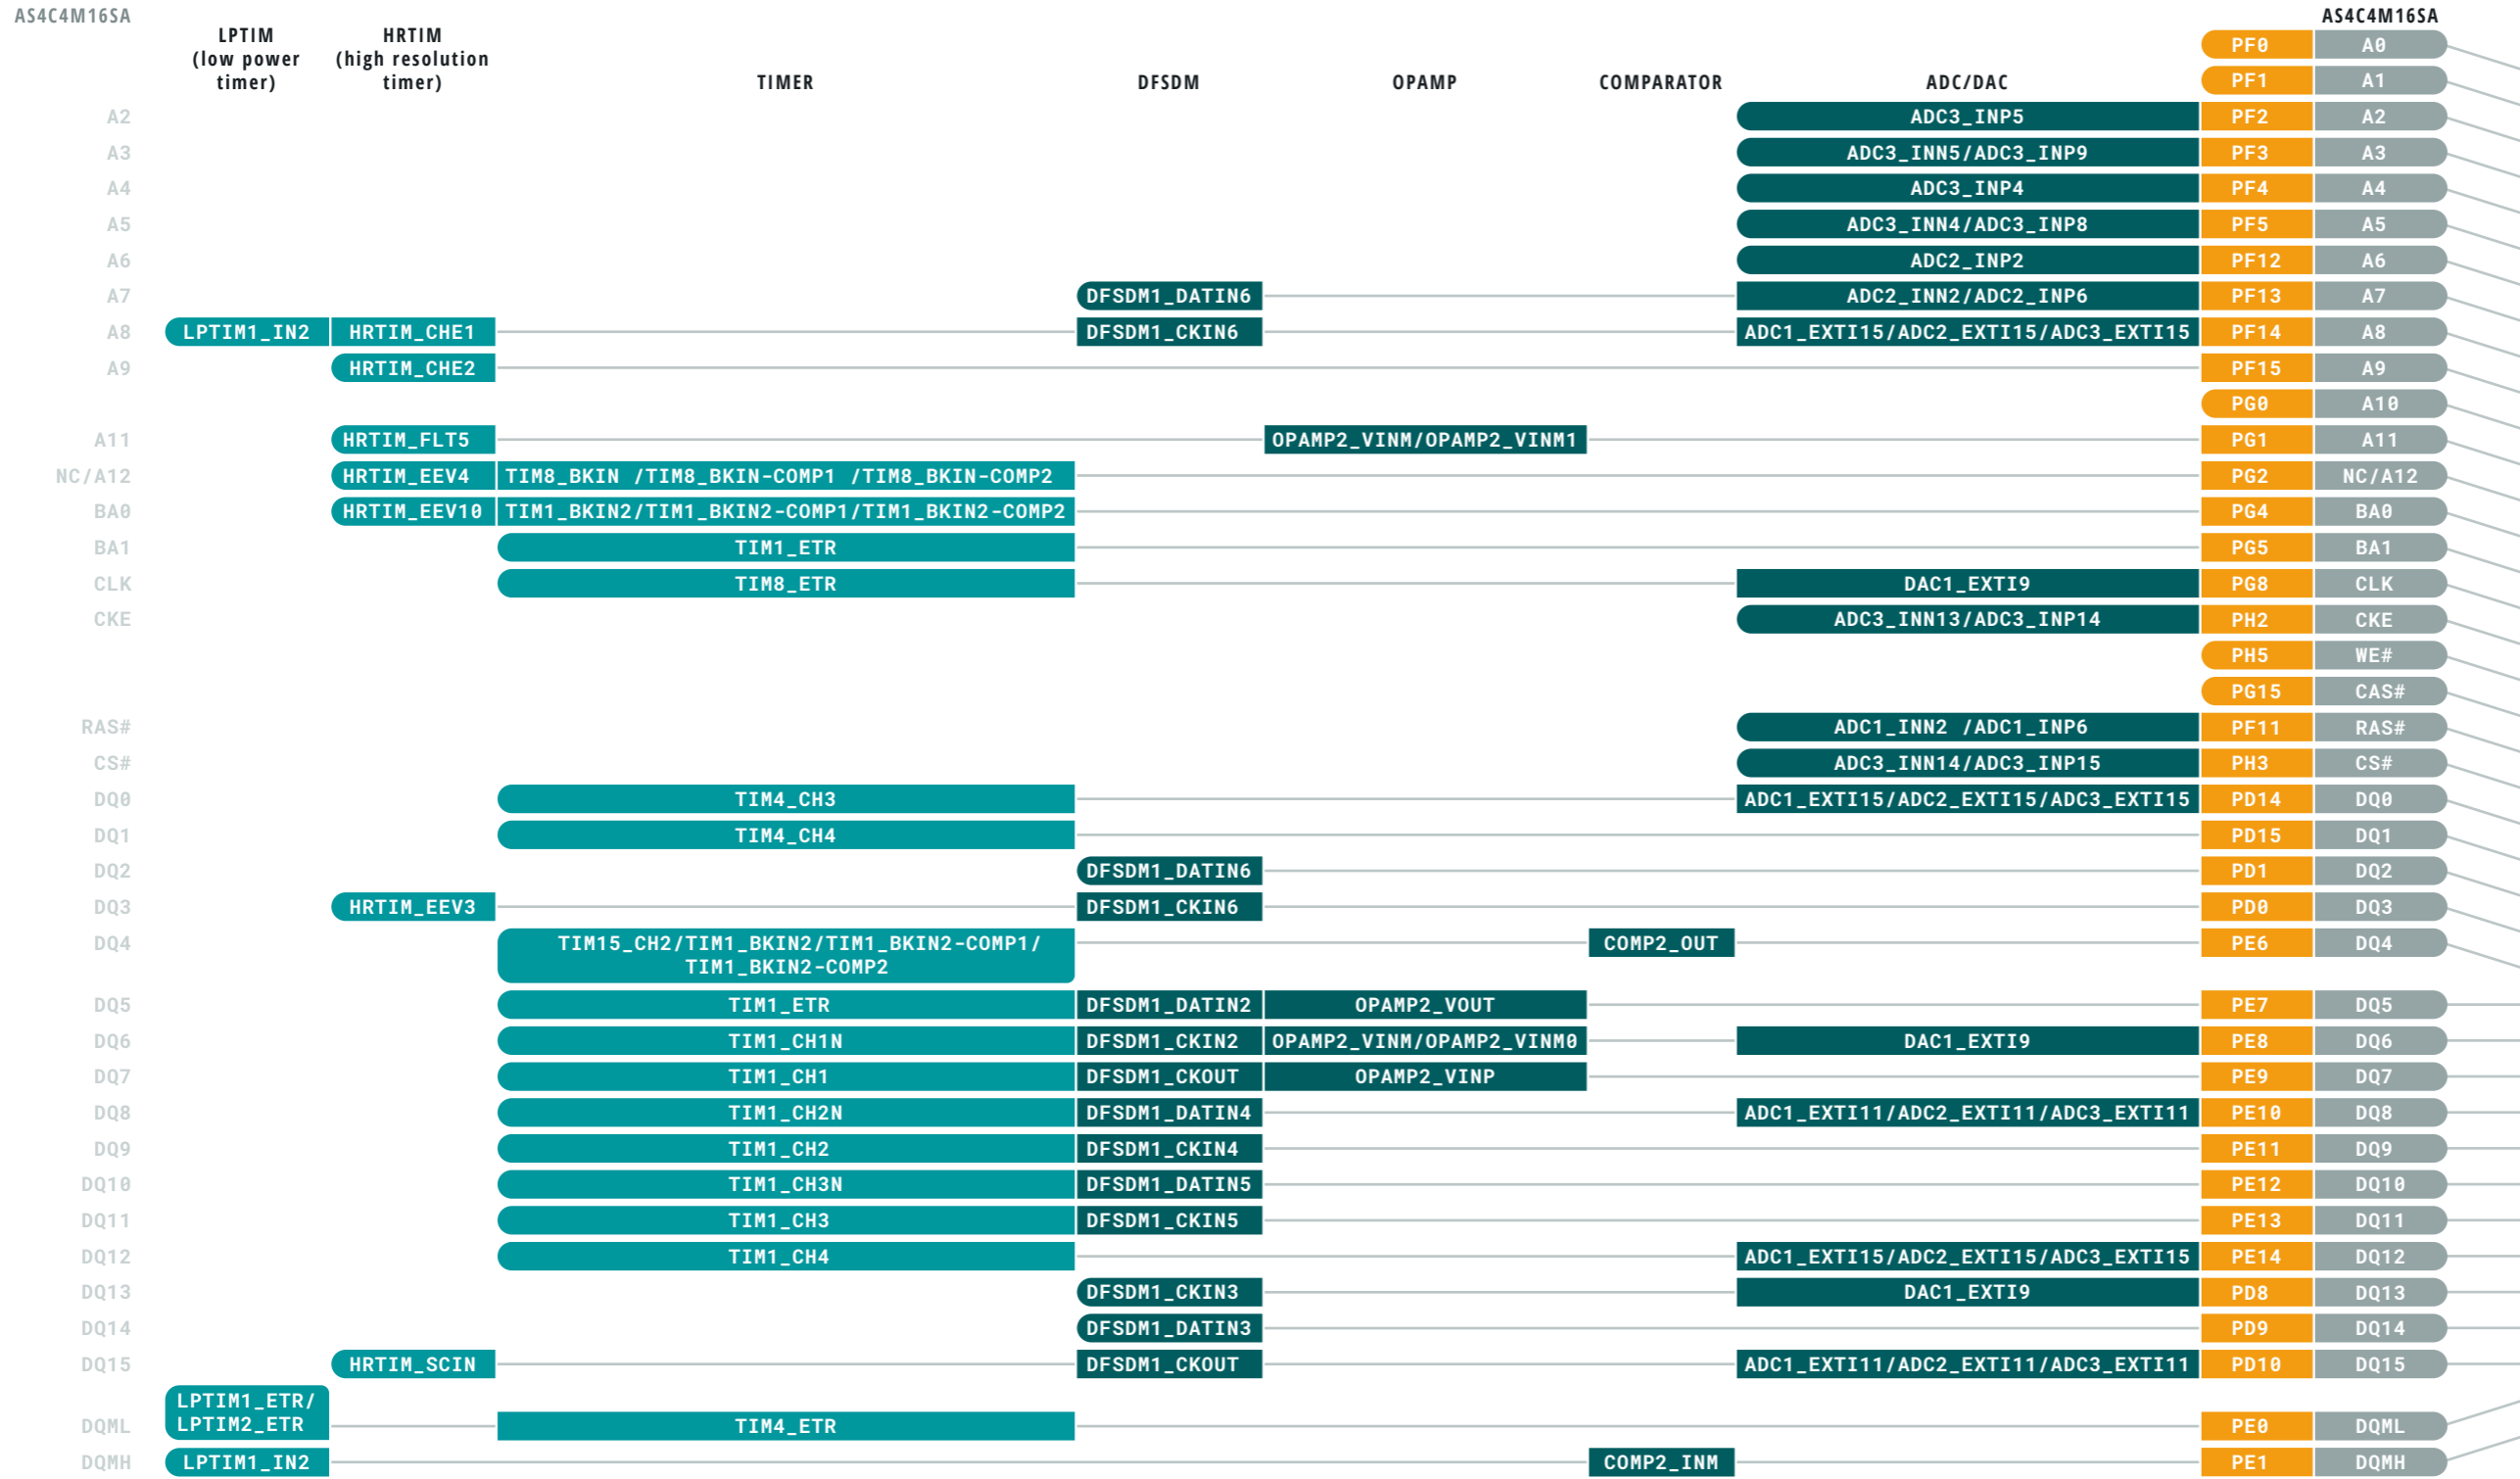 AS4C4M16SA AS4C4M16SA
LPTIM HRTIM
(low power (high resolution
timer) timer) TIMER DFSDM OPAMP COMPARATOR ADC/DAC
PF0 A0
PF1 A1
A2 ADC3_INP5 PF2 A2
A3 ADC3_INN5/ADC3_INP9 PF3 A3
A4 ADC3_INP4 PF4 A4
A5 ADC3_INN4/ADC3_INP8 PF5 A5
A6 ADC2_INP2 PF12 A6
A7 DFSDM1_DATIN6 ADC2_INN2/ADC2_INP6 PF13 A7
A8 LPTIM1_IN2 HRTIM_CHE1 DFSDM1_CKIN6 ADC1_EXTI15/ADC2_EXTI15/ADC3_EXTI15 PF14 A8
A9 HRTIM_CHE2 PF15 A9
PG0 A10
A11 HRTIM_FLT5 OPAMP2_VINM/OPAMP2_VINM1 PG1 A11
NC/A12 HRTIM_EEV4 TIM8_BKIN /TIM8_BKIN-COMP1 /TIM8_BKIN-COMP2 PG2 NC/A12
BA0 HRTIM_EEV10 TIM1_BKIN2/TIM1_BKIN2-COMP1/TIM1_BKIN2-COMP2 PG4 BA0
BA1 TIM1_ETR PG5 BA1
CLK TIM8_ETR DAC1_EXTI9 PG8 CLK
CKE ADC3_INN13/ADC3_INP14 PH2 CKE
PH5 WE#
PG15 CAS#
RAS# ADC1_INN2 /ADC1_INP6 PF11 RAS#
CS# ADC3_INN14/ADC3_INP15 PH3 CS#
DQ0 TIM4_CH3 ADC1_EXTI15/ADC2_EXTI15/ADC3_EXTI15 PD14 DQ0
DQ1 TIM4_CH4 PD15 DQ1
DQ2 DFSDM1_DATIN6 PD1 DQ2
DQ3 HRTIM_EEV3 DFSDM1_CKIN6 PD0 DQ3
DQ4 TIM15_CH2/TIM1_BKIN2/TIM1_BKIN2-COMP1/ COMP2_OUT PE6 DQ4
TIM1_BKIN2-COMP2
DQ5 TIM1_ETR DFSDM1_DATIN2 OPAMP2_VOUT PE7 DQ5
DQ6 TIM1_CH1N DFSDM1_CKIN2 OPAMP2_VINM/OPAMP2_VINM0 DAC1_EXTI9 PE8 DQ6
DQ7 TIM1_CH1 DFSDM1_CKOUT OPAMP2_VINP PE9 DQ7
DQ8 TIM1_CH2N DFSDM1_DATIN4 ADC1_EXTI11/ADC2_EXTI11/ADC3_EXTI11 PE10 DQ8
DQ9 TIM1_CH2 DFSDM1_CKIN4 PE11 DQ9
DQ10 TIM1_CH3N DFSDM1_DATIN5 PE12 DQ10
DQ11 TIM1_CH3 DFSDM1_CKIN5 PE13 DQ11
DQ12 TIM1_CH4 ADC1_EXTI15/ADC2_EXTI15/ADC3_EXTI15 PE14 DQ12
DQ13 DFSDM1_CKIN3 DAC1_EXTI9 PD8 DQ13
DQ14 DFSDM1_DATIN3 PD9 DQ14
DQ15 HRTIM_SCIN DFSDM1_CKOUT ADC1_EXTI11/ADC2_EXTI11/ADC3_EXTI11 PD10 DQ15
LPTIM1_ETR/
DQML LPTIM2_ETR TIM4_ETR PE0 DQML
DQMH LPTIM1_IN2 COMP2_INM PE1 DQMH